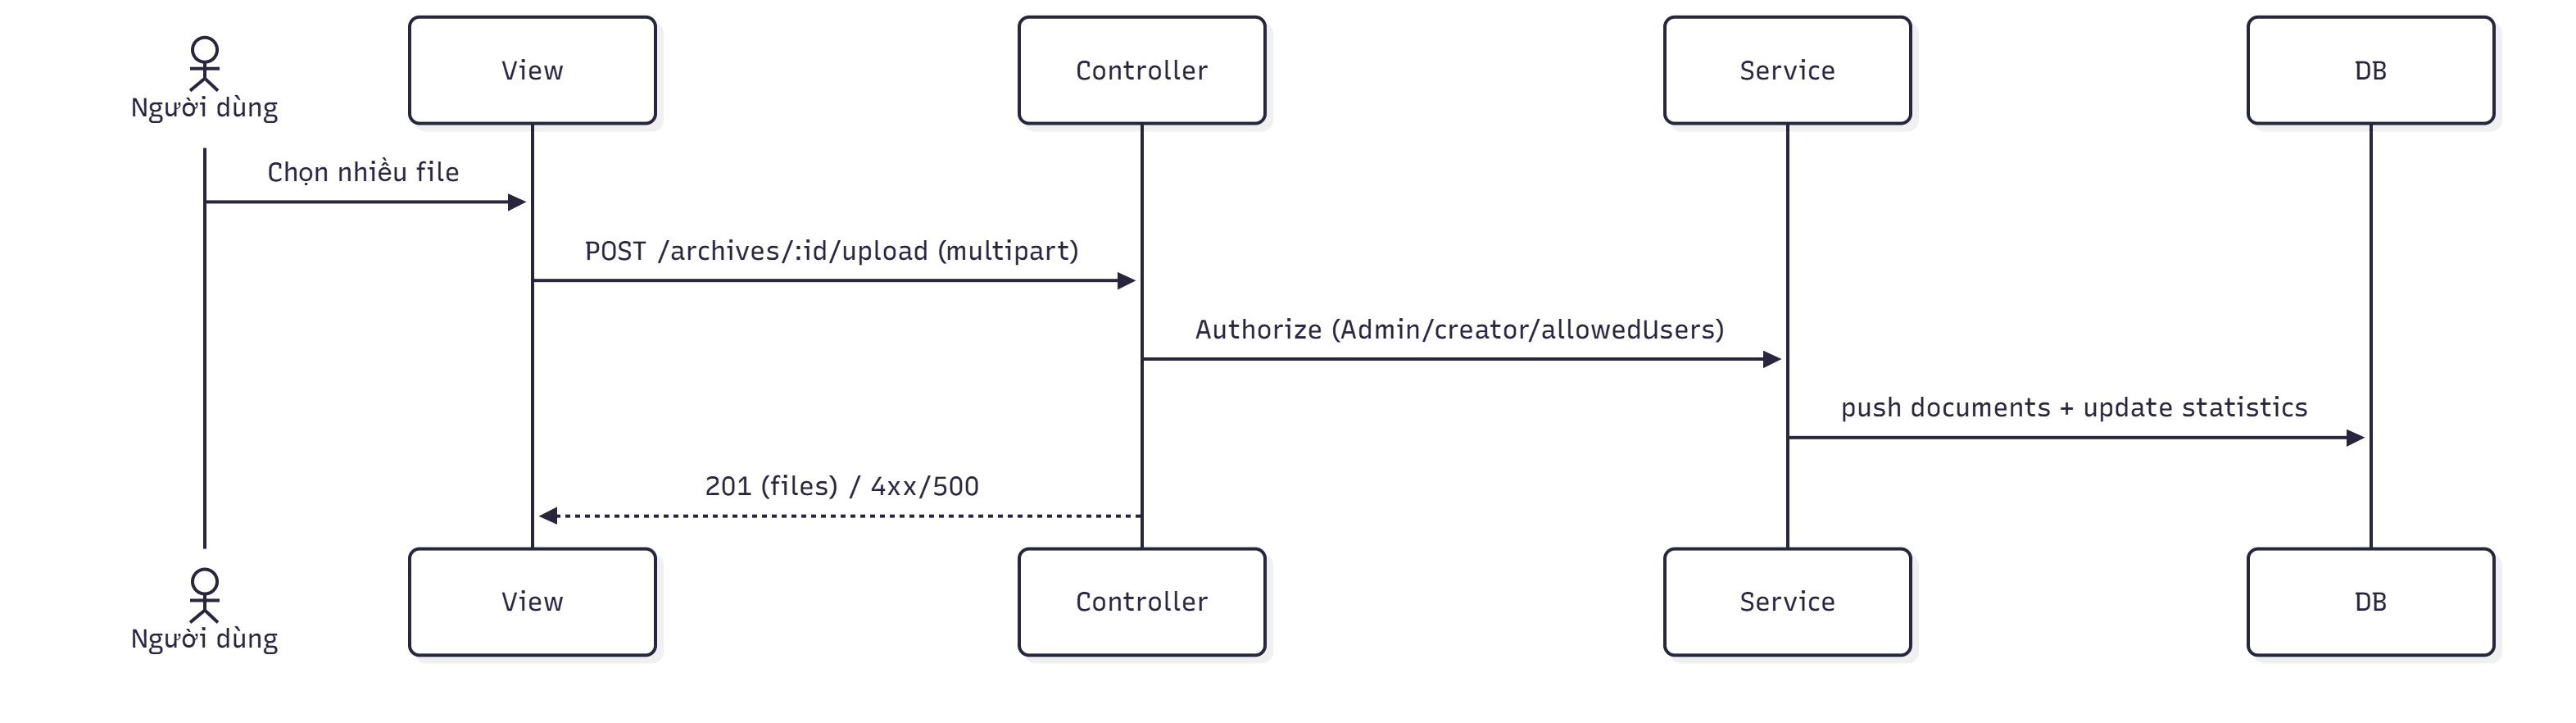 Người dùng
View
Controller
Service
DB
Chọn nhiều file
POST /archives/:id/upload (multipart)
Authorize (Admin/creator/allowedUsers)
push documents + update statistics
201 (files) / 4xx/500
Người dùng
View
Controller
Service
DB